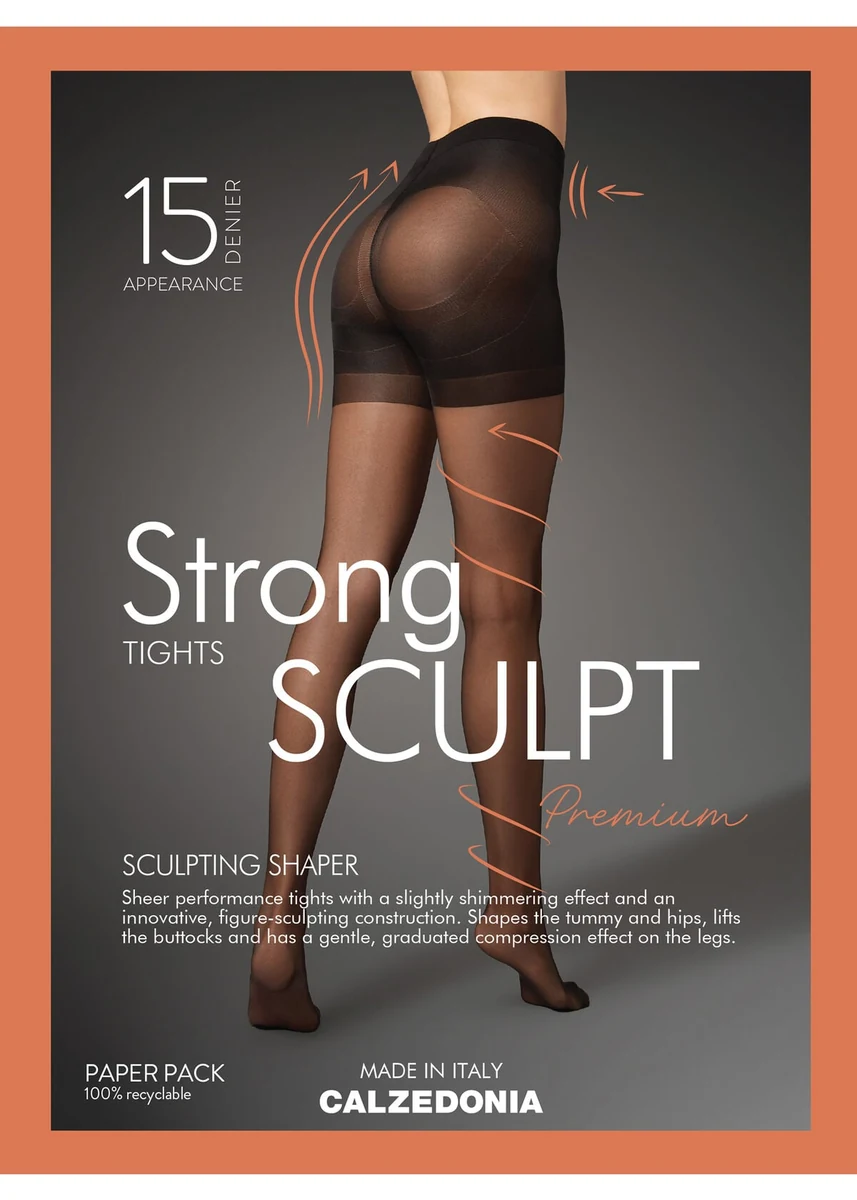 15 DENIER
APPEARANCE
Strong
TIGHTS
SCULPT
Premium
SCULPTING SHAPER
Sheer performance tights with a slightly shimmering effect and an
innovative, figure-sculpting construction. Shapes the tummy and hips, lifts
the buttocks and has a gentle, graduated compression effect on the legs.
PAPER PACK
100% recyclable
MADE IN ITALY
CALZEDONIA